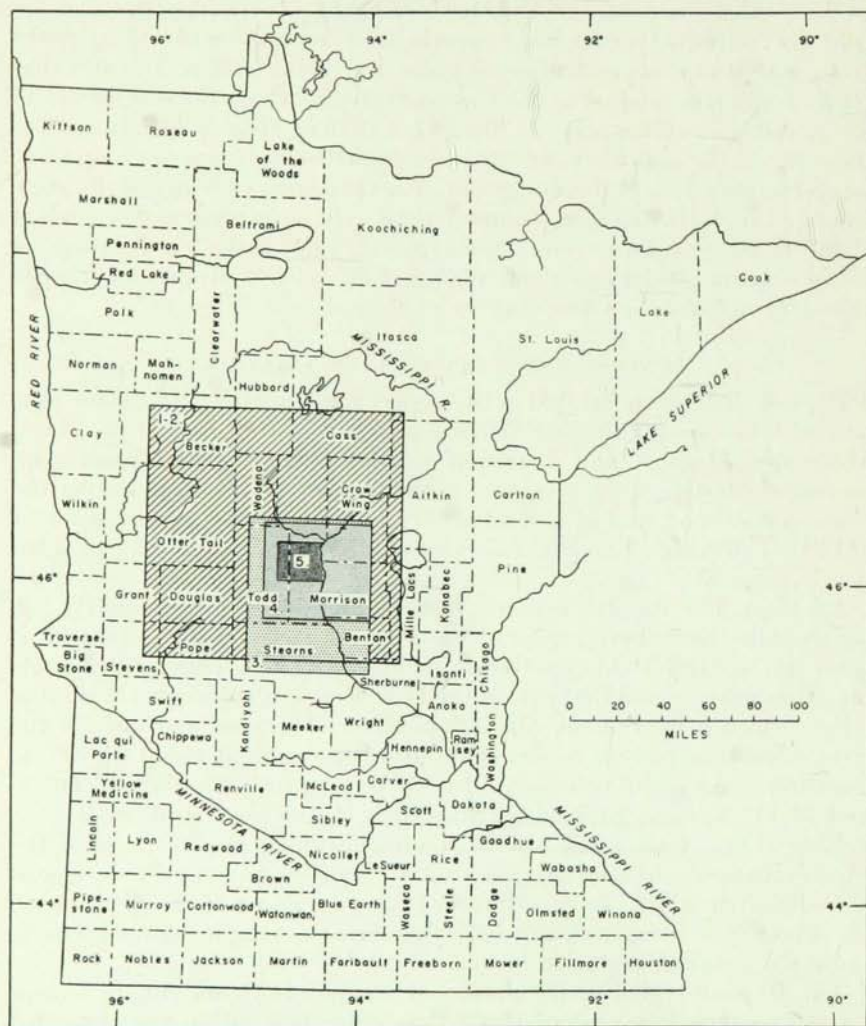 96°
94°
92°
90°
Kittson
Roseau
Lake
of the
Woods
Marshall
Beltrami
Koochiching
Pennington
Red Lake
Cook
Polk
Clearwater
Itasca
St. Louis
Lake
RED RIVER
MISSISSIPPI R.
Norman
Mah-
nomen
Hubbard
LAKE SUPERIOR
1-2
Clay
Becker
Cass
Wadena
Crow
Wing
Aitkin
Carlton
Wilkin
Otter Tail
5
Pine
46°
46°
Grant
Douglas
Todd
4
Morrison
Mille Lacs
Kanabec
Traverse
Big
Stone
Stevens
Pope
Stearns
3
Benton
Sherburne
Isanti
Chisago
Swift
Kandiyohi
Meeker
Wright
Anoka
Washington
0 20 40 60 80 100
MILES
Lac qui
Parle
Chippewa
Hennepin
Ram-
sey
Yellow
Medicine
Renville
McLeod
Carver
MINNESOTA RIVER
Sibley
Scott
Dakota
Lincoln
Lyon
Redwood
Nicollet
LeSueur
Rice
Goodhue
MISSISSIPPI RIVER
Wabasha
Brown
44°
44°
Pipe-
stone
Murray
Cottonwood
Watonwan
Blue Earth
Waseca
Steele
Dodge
Olmsted
Winona
Rock
Nobles
Jackson
Martin
Faribault
Freeborn
Mower
Fillmore
Houston
96°
94°
92°